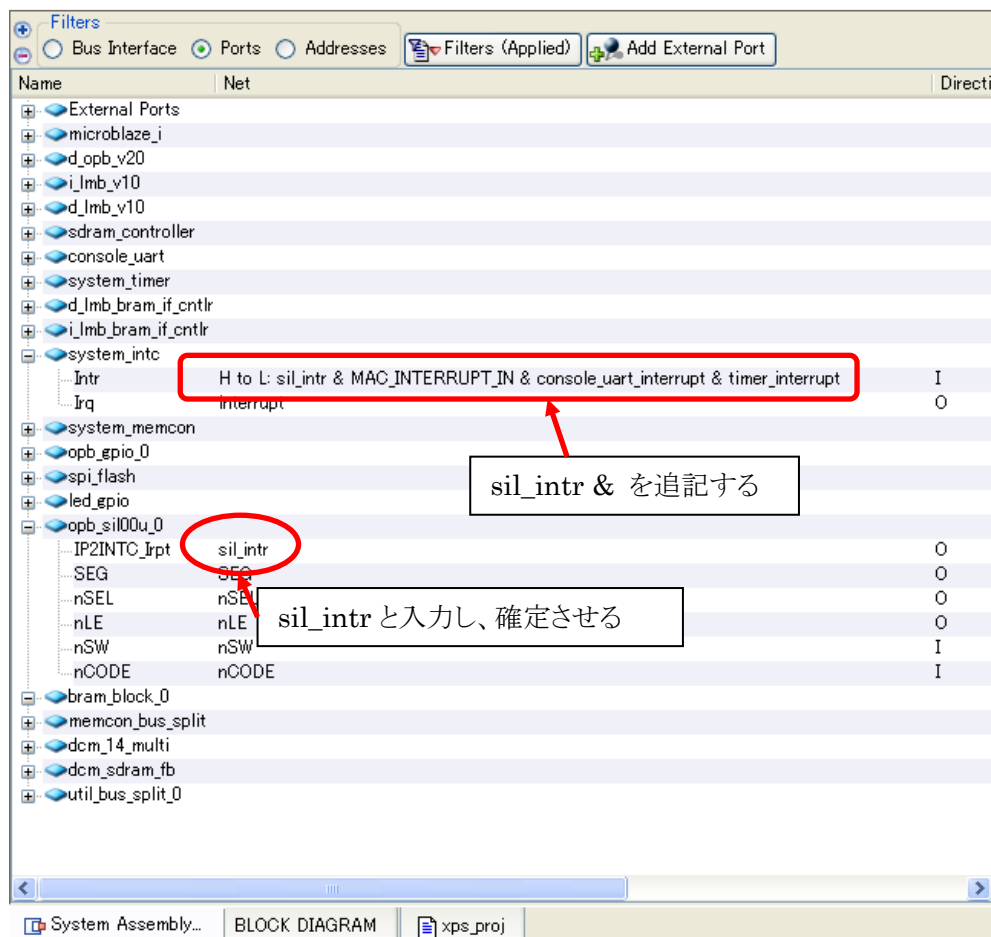 Filters
Bus Interface Ports Addresses Filters (Applied) Add External Port
Name Net Directi
External Ports
microblaze_i
d_opb_v20
i_lmb_v10
d_lmb_v10
sdram_controller
console_uart
system_timer
d_lmb_bram_if_cntlr
i_lmb_bram_if_cntlr
system_intc
Intr H to L: sil_intr & MAC_INTERRUPT_IN & console_uart_interrupt & timer_interrupt I
Irq interrupt O
system_memcon
opb_gpio_0
sil_intr & を追記する
spi_flash
led_gpio
opb_sil00u_0
IP2INTC_Irpt sil_intr O
SEG SEG O
nSEL nSEL O
sil_intr と入力し、確定させる
nLE nLE O
nSW nSW I
nCODE nCODE I
bram_block_0
memcon_bus_split
dcm_14_multi
dcm_sdram_fb
util_bus_split_0
System Assembly... BLOCK DIAGRAM xps_proj